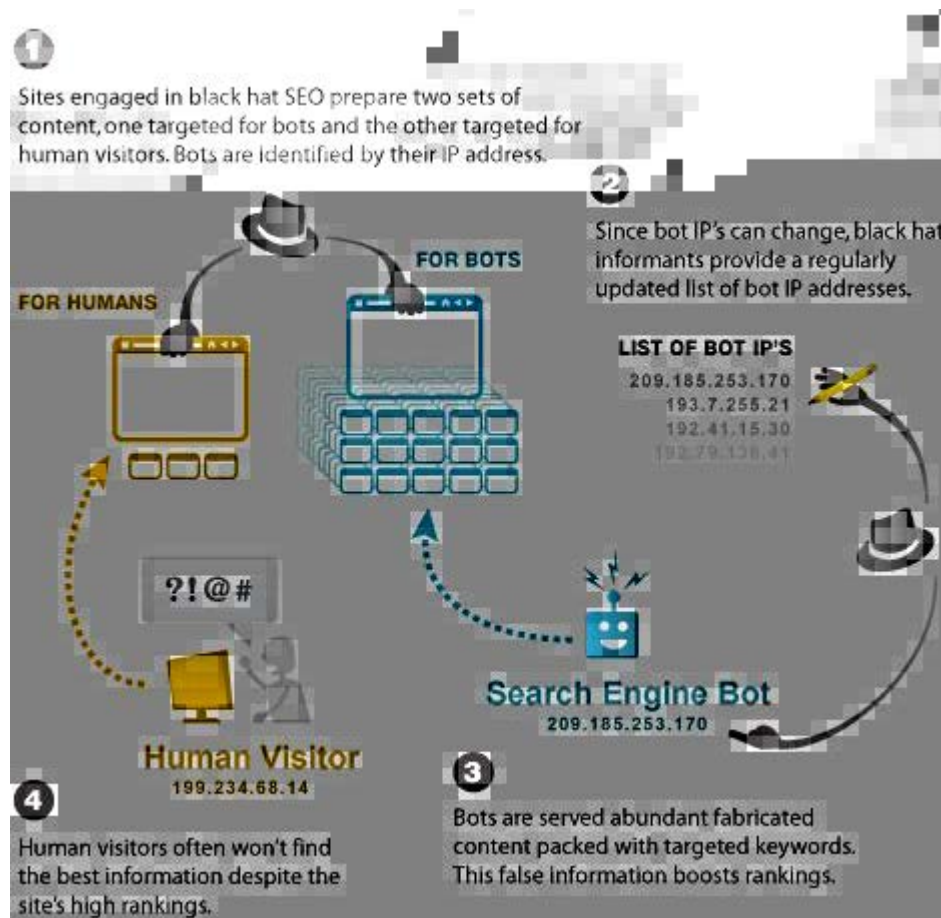 1
Sites engaged in black hat SEO prepare two sets of
content, one targeted for bots and the other targeted for
human visitors. Bots are identified by their IP address.
2
Since bot IP's can change, black hat
informants provide a regularly
updated list of bot IP addresses.
FOR HUMANS
FOR BOTS
LIST OF BOT IP'S
209.185.253.170
193.7.255.21
192.41.15.30
?!@#
Search Engine Bot
209.185.253.170
Human Visitor
199.234.68.14
3
Bots are served abundant fabricated
content packed with targeted keywords.
This false information boosts rankings.
4
Human visitors often won't find
the best information despite the
site's high rankings.